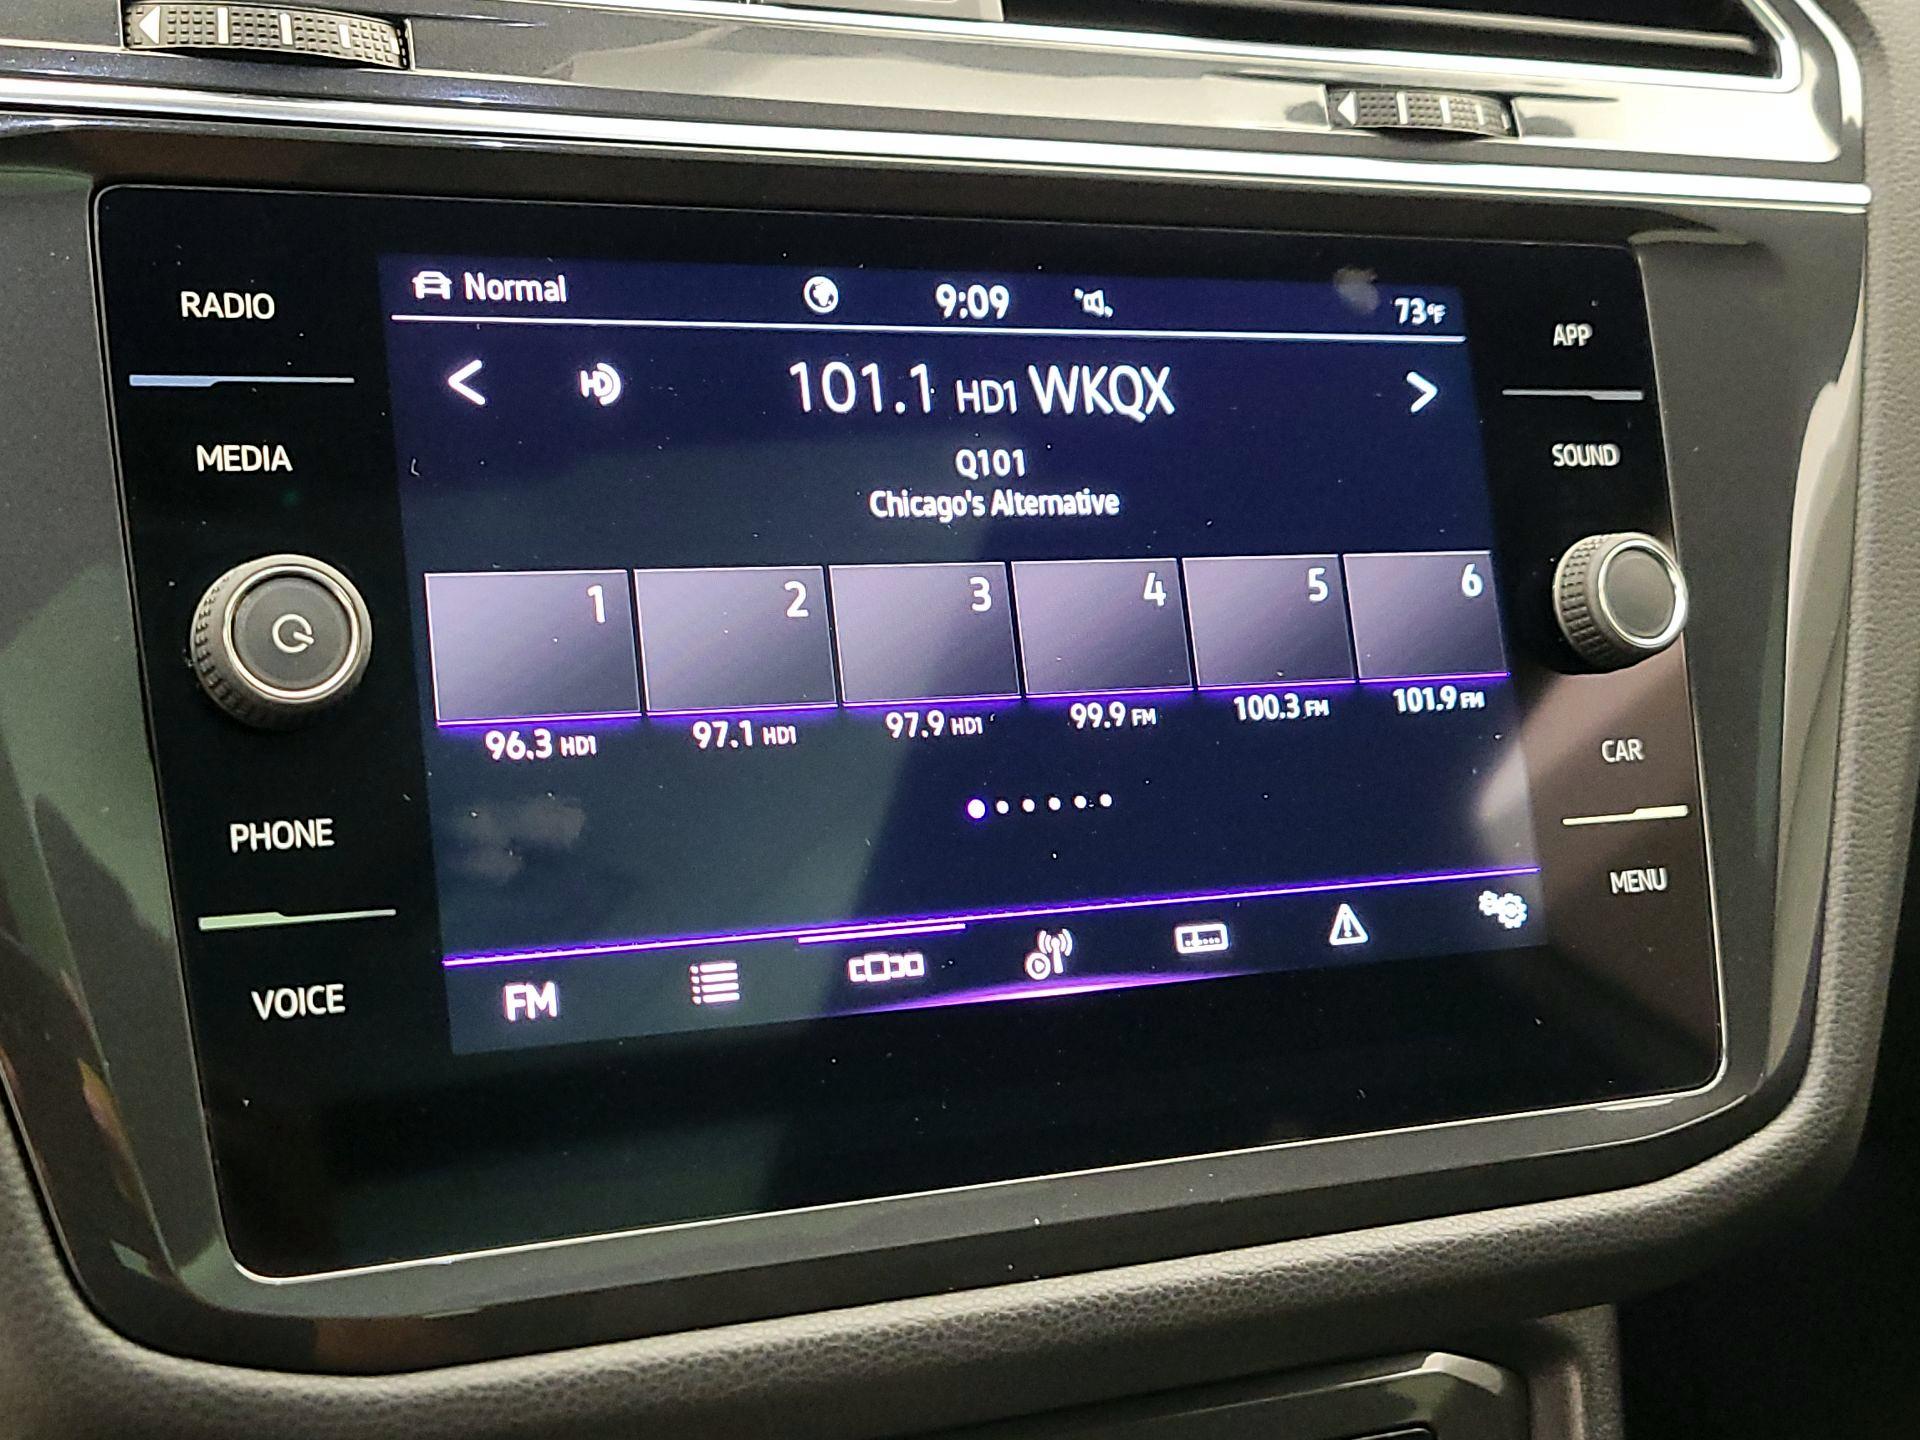 RADIO
MEDIA
PHONE
VOICE
Normal
9:09
73°F
HD 101.1 HD1 WKQX
Q101
Chicago's Alternative
1 2 3 4 5 6
96.3 HD1 97.1 HD1 97.9 HD1 99.9 FM 100.3 FM 101.9 FM
FM
APP
SOUND
CAR
MENU